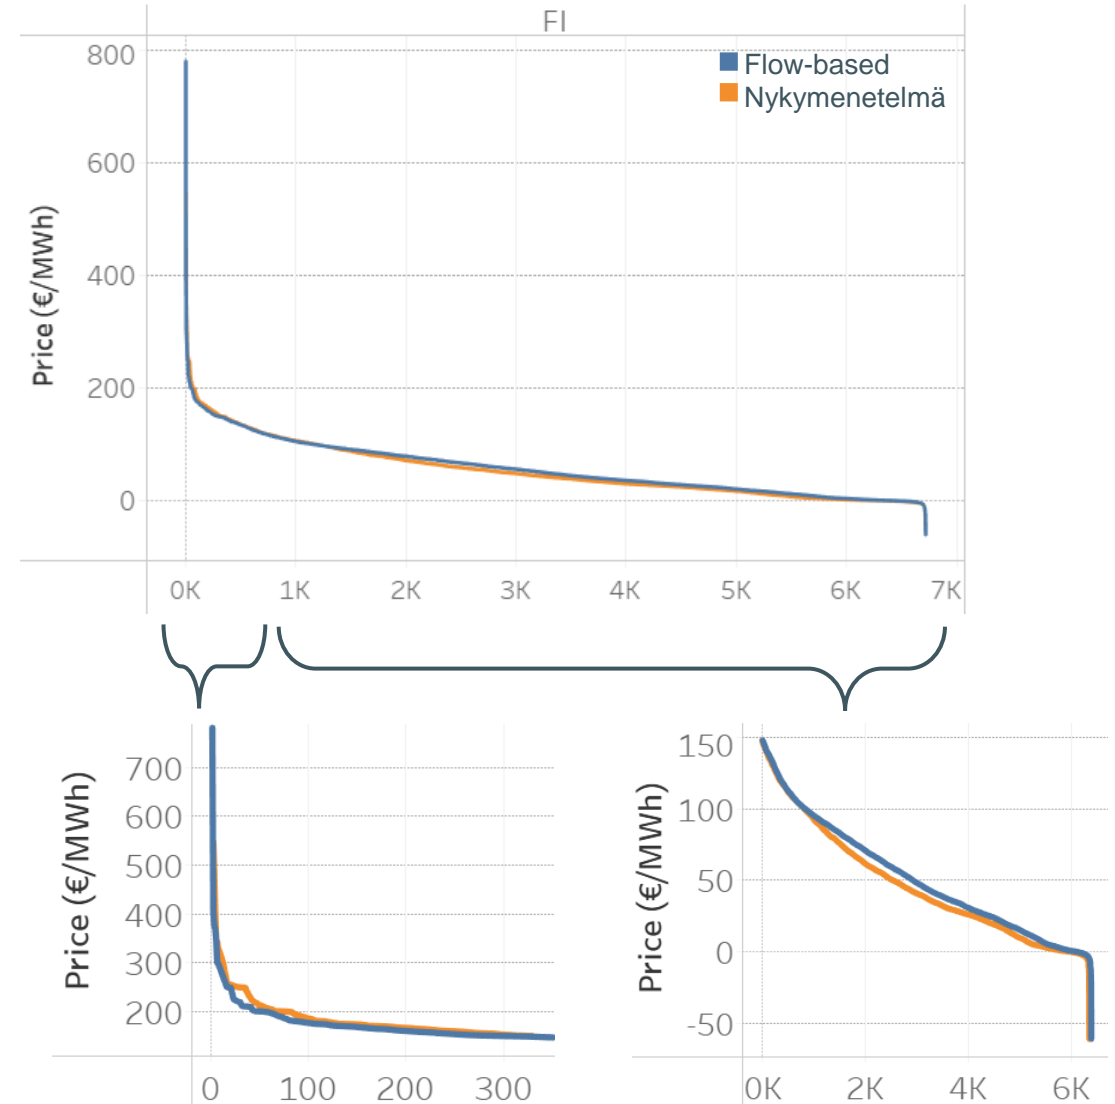 FI
800
600
400
200
0
Price (€/MWh)
Flow-based
Nykymenetelmä
0K 1K 2K 3K 4K 5K 6K 7K
700
600
500
400
300
200
Price (€/MWh)
0 100 200 300
150
100
50
0
-50
Price (€/MWh)
0K 2K 4K 6K